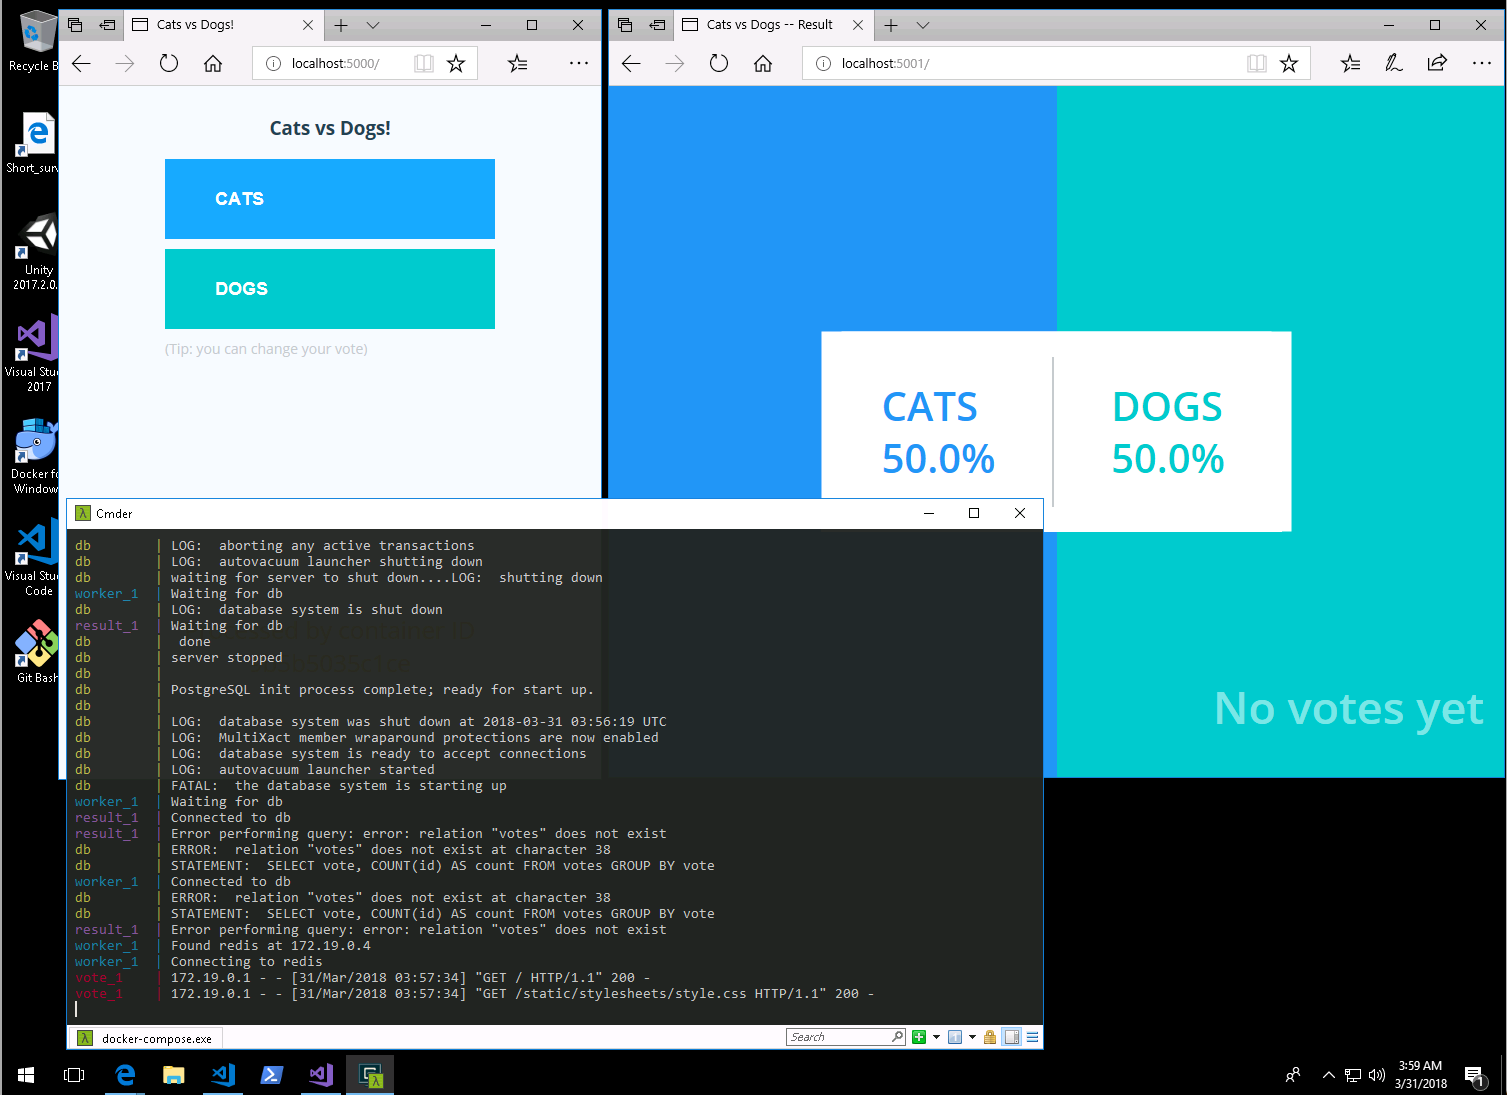 Recycle B
Short_surv
Unity
2017.2.0.
Visual Stu
2017
Docker fo
Window
Visual Stu
Code
Git Bash
Cats vs Dogs!
localhost:5000/
Cats vs Dogs!
CATS
DOGS
(Tip: you can change your vote)
Cats vs Dogs -- Result
localhost:5001/
CATS
50.0%
DOGS
50.0%
No votes yet
Cmder
db | LOG:  aborting any active transactions
db | LOG:  autovacuum launcher shutting down
db | waiting for server to shut down....LOG:  shutting down
worker_1 | Waiting for db
db | LOG:  database system is shut down
result_1 | Waiting for db
db |  done
db | server stopped
db |
db | PostgreSQL init process complete; ready for start up.
db |
db | LOG:  database system was shut down at 2018-03-31 03:56:19 UTC
db | LOG:  MultiXact member wraparound protections are now enabled
db | LOG:  database system is ready to accept connections
db | LOG:  autovacuum launcher started
db | FATAL:  the database system is starting up
worker_1 | Waiting for db
result_1 | Connected to db
result_1 | Error performing query: error: relation "votes" does not exist
db | ERROR:  relation "votes" does not exist at character 38
db | STATEMENT:  SELECT vote, COUNT(id) AS count FROM votes GROUP BY vote
worker_1 | Connected to db
db | ERROR:  relation "votes" does not exist at character 38
db | STATEMENT:  SELECT vote, COUNT(id) AS count FROM votes GROUP BY vote
result_1 | Error performing query: error: relation "votes" does not exist
worker_1 | Found redis at 172.19.0.4
worker_1 | Connecting to redis
vote_1 | 172.19.0.1 - - [31/Mar/2018 03:57:34] "GET / HTTP/1.1" 200 -
vote_1 | 172.19.0.1 - - [31/Mar/2018 03:57:34] "GET /static/stylesheets/style.css HTTP/1.1" 200 -
docker-compose.exe
Search
3:59 AM
3/31/2018
1